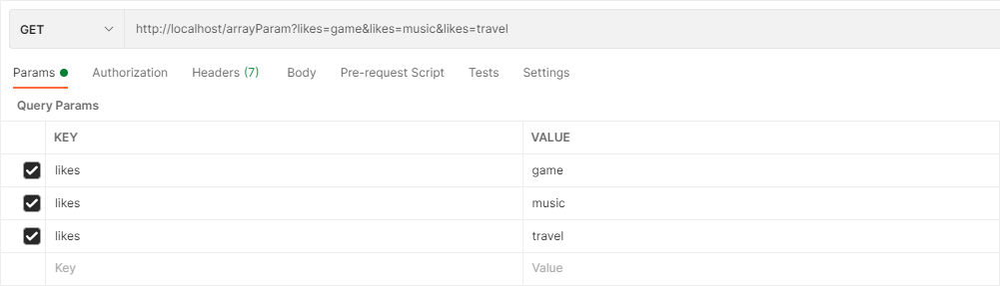 GET http://localhost/arrayParam?likes=game&likes=music&likes=travel
Params Authorization Headers (7) Body Pre-request Script Tests Settings
Query Params
KEY VALUE
likes game
likes music
likes travel
Key Value